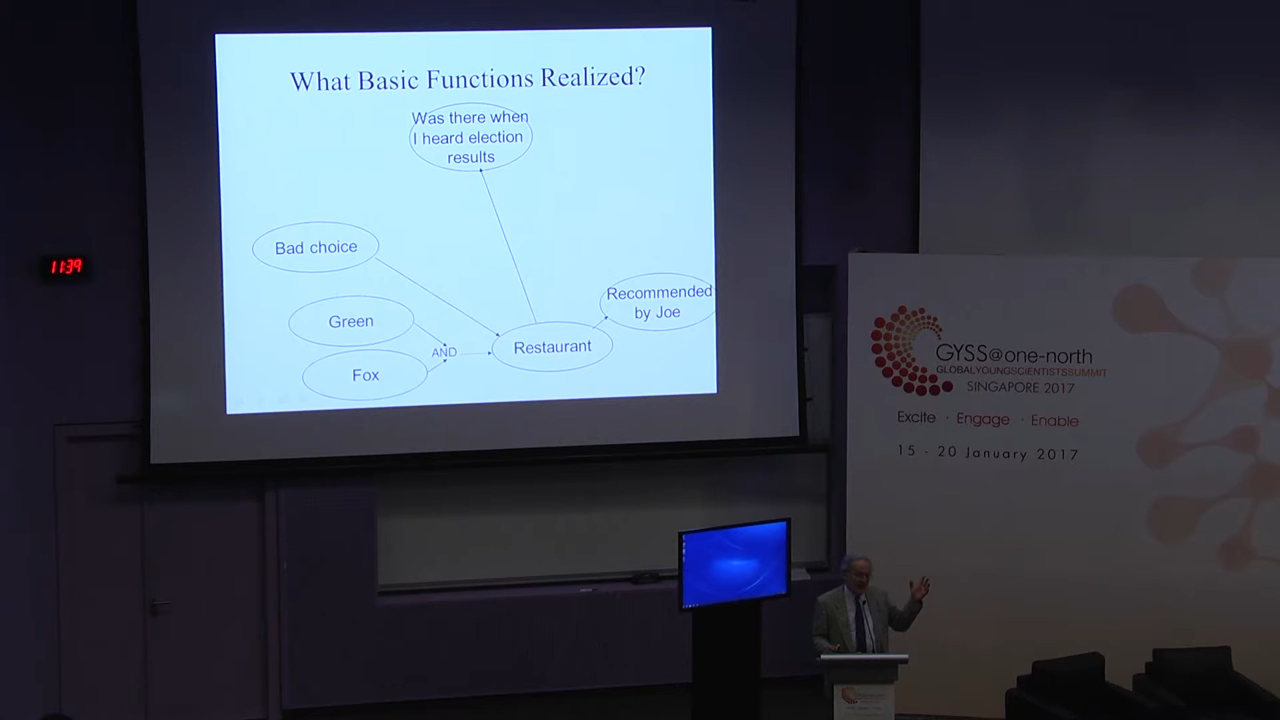 What Basic Functions Realized?
Was there when
I heard election
results
Bad choice
Recommended
by Joe
Green
AND
Restaurant
Fox
11:39
GYSS@one-north
GLOBALYOUNGSCIENTISTSSUMMIT
SINGAPORE 2017
Excite · Engage · Enable
15 - 20 January 2017